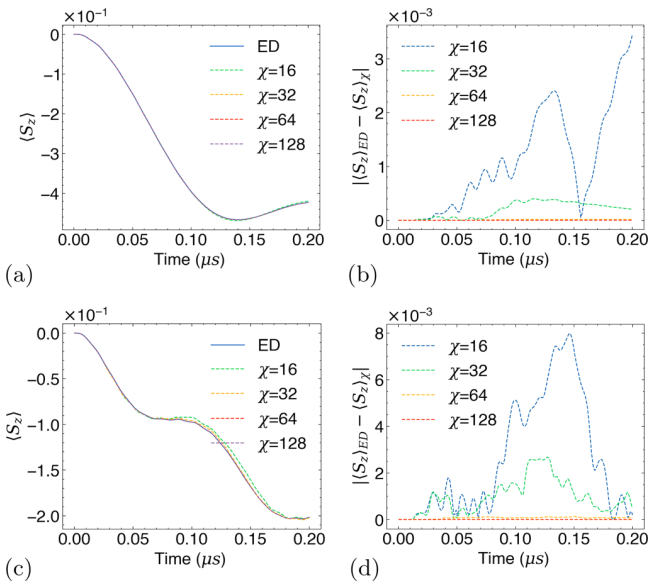 ×10⁻¹
0
−1
−2
−3
−4
⟨S_z⟩
ED
χ=16
χ=32
χ=64
χ=128
0.00 0.05 0.10 0.15 0.20
Time (μs)
(a)
×10⁻³
3
2
1
0
|⟨S_z⟩_ED − ⟨S_z⟩_χ|
χ=16
χ=32
χ=64
χ=128
0.00 0.05 0.10 0.15 0.20
Time (μs)
(b)
×10⁻¹
0.0
−0.5
−1.0
−1.5
−2.0
⟨S_z⟩
ED
χ=16
χ=32
χ=64
χ=128
0.00 0.05 0.10 0.15 0.20
Time (μs)
(c)
×10⁻³
8
6
4
2
0
|⟨S_z⟩_ED − ⟨S_z⟩_χ|
χ=16
χ=32
χ=64
χ=128
0.00 0.05 0.10 0.15 0.20
Time (μs)
(d)